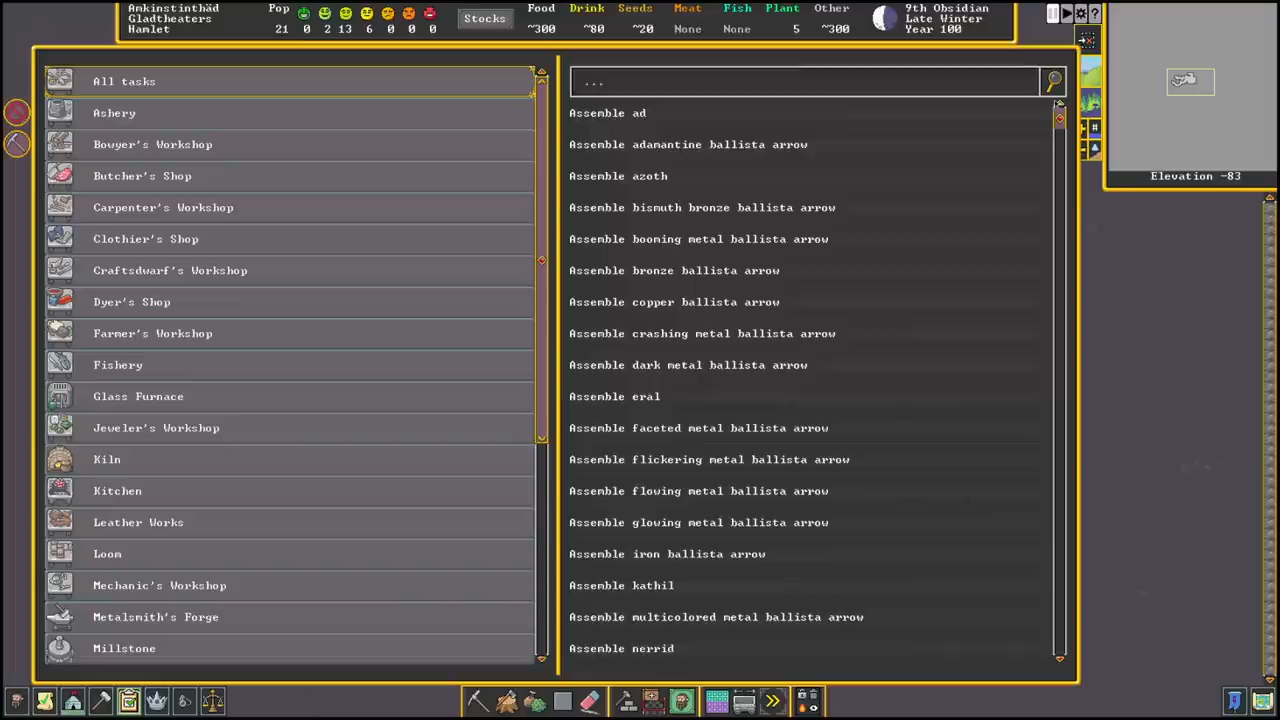 Amkinstinthád
Gladtheaters
Hamlet
Pop
21 0 2 13 6 0 0 0
Stocks
Food Drink Seeds Meat Fish Plant Other
~300 ~80 ~20 None None 5 ~300
9th Obsidian
Late Winter
Year 100
Elevation -83
All tasks
Ashery
Bowyer's Workshop
Butcher's Shop
Carpenter's Workshop
Clothier's Shop
Craftsdwarf's Workshop
Dyer's Shop
Farmer's Workshop
Fishery
Glass Furnace
Jeweler's Workshop
Kiln
Kitchen
Leather Works
Loom
Mechanic's Workshop
Metalsmith's Forge
Millstone
...
Assemble ad
Assemble adamantine ballista arrow
Assemble azoth
Assemble bismuth bronze ballista arrow
Assemble booming metal ballista arrow
Assemble bronze ballista arrow
Assemble copper ballista arrow
Assemble crashing metal ballista arrow
Assemble dark metal ballista arrow
Assemble eral
Assemble faceted metal ballista arrow
Assemble flickering metal ballista arrow
Assemble flowing metal ballista arrow
Assemble glowing metal ballista arrow
Assemble iron ballista arrow
Assemble kathil
Assemble multicolored metal ballista arrow
Assemble nerrid